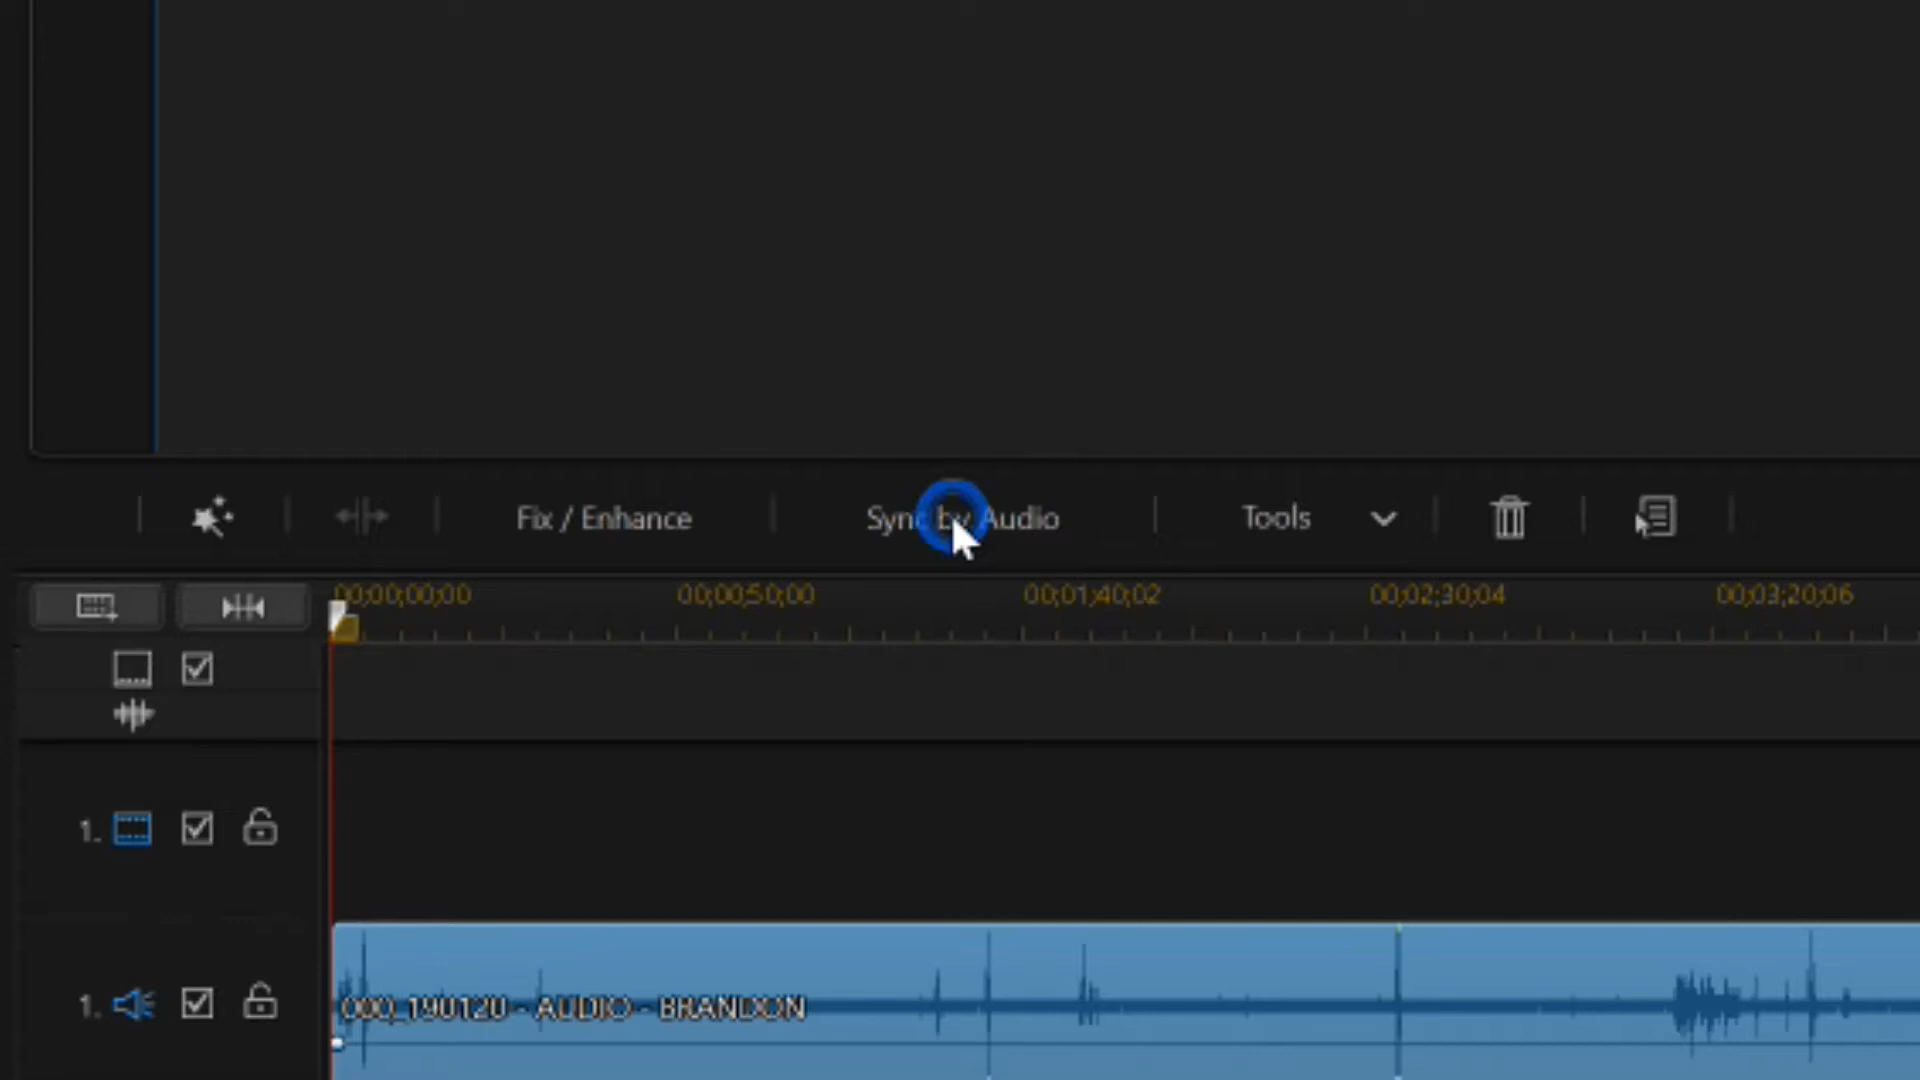 Fix / Enhance
Sync by Audio
Tools
00;00;00;00
00;00;50;00
00;01;40;02
00;02;30;04
00;03;20;06
1.
1.
000_190120 - AUDIO - BRANDON